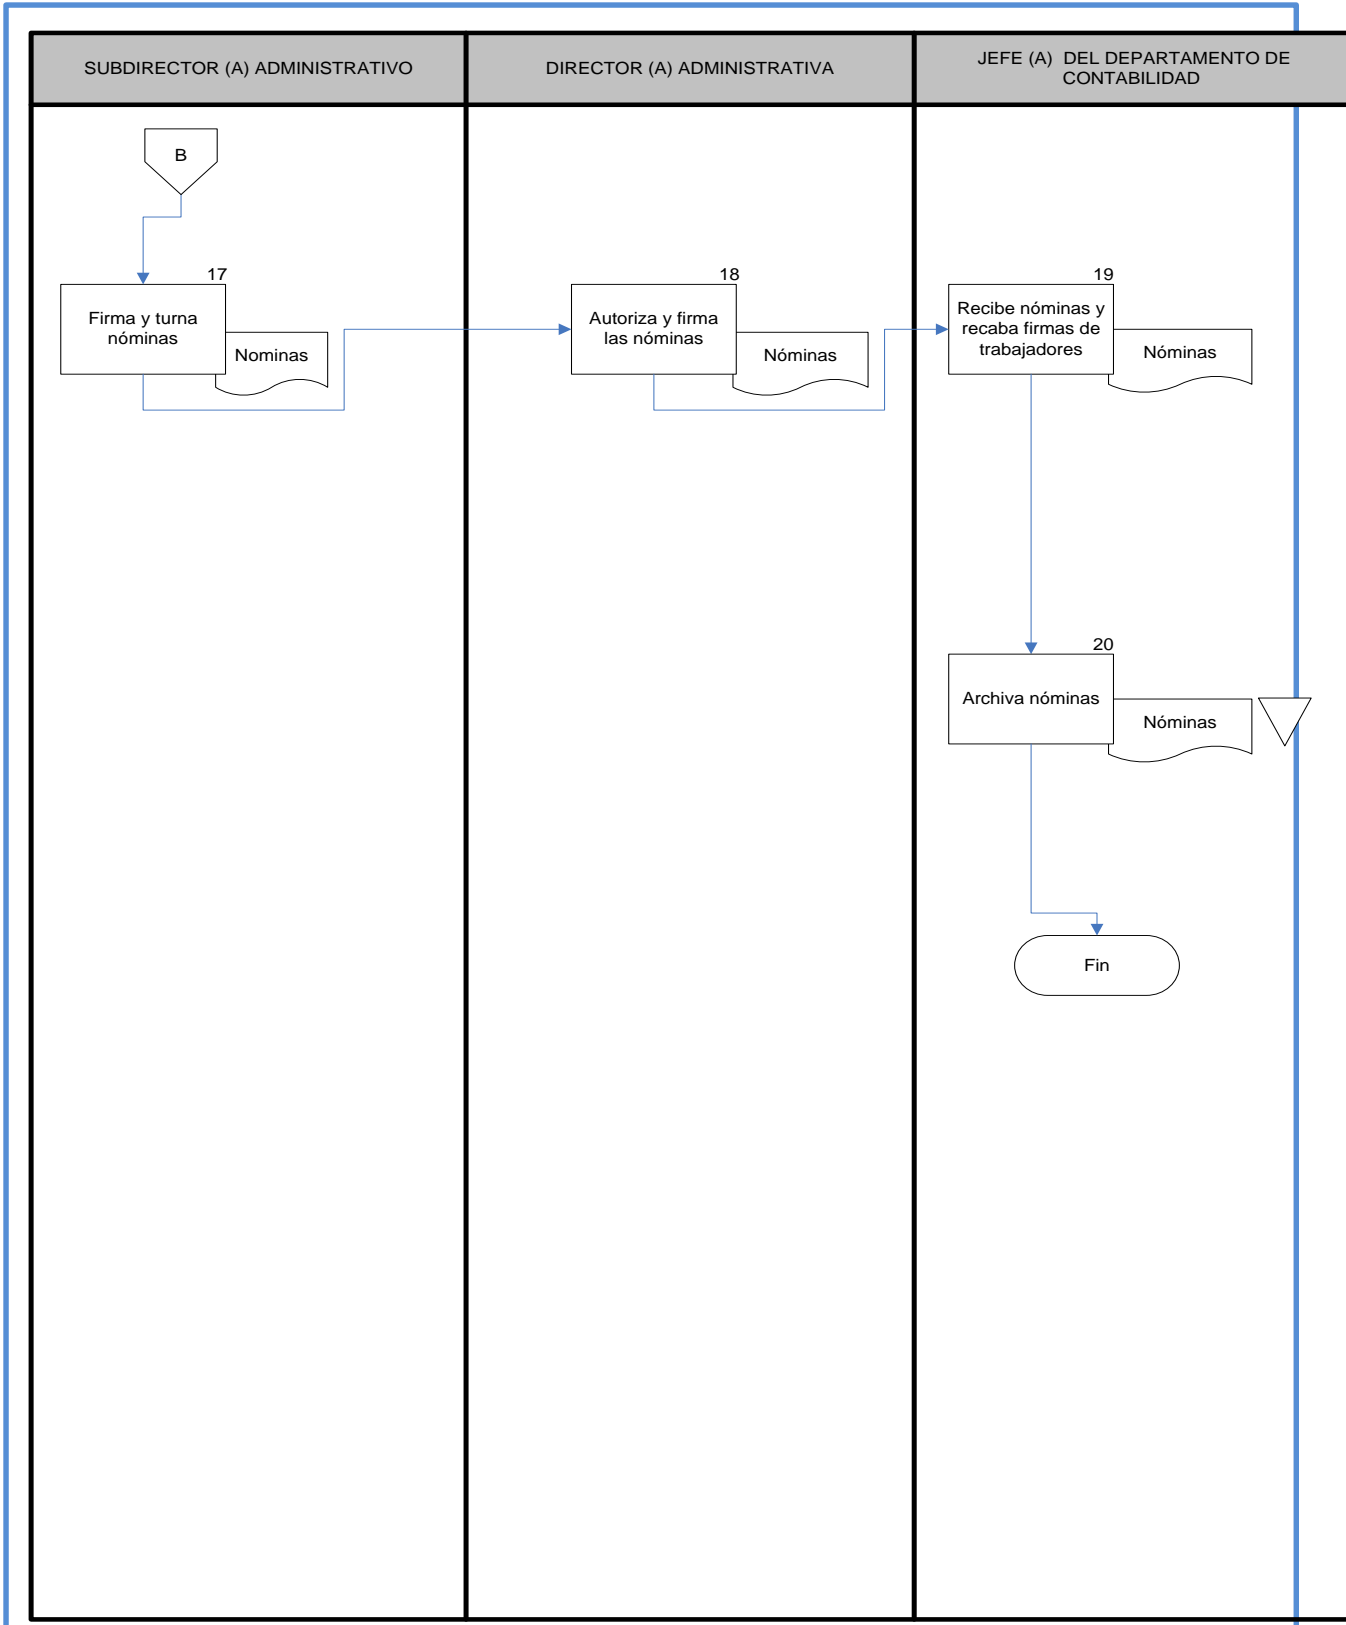 SUBDIRECTOR (A) ADMINISTRATIVO
DIRECTOR (A) ADMINISTRATIVA
JEFE (A)  DEL DEPARTAMENTO DE
CONTABILIDAD
B
17
Firma y turna
nóminas
Nominas
18
Autoriza y firma
las nóminas
Nóminas
19
Recibe nóminas y
recaba firmas de
trabajadores
Nóminas
20
Archiva nóminas
Nóminas
Fin